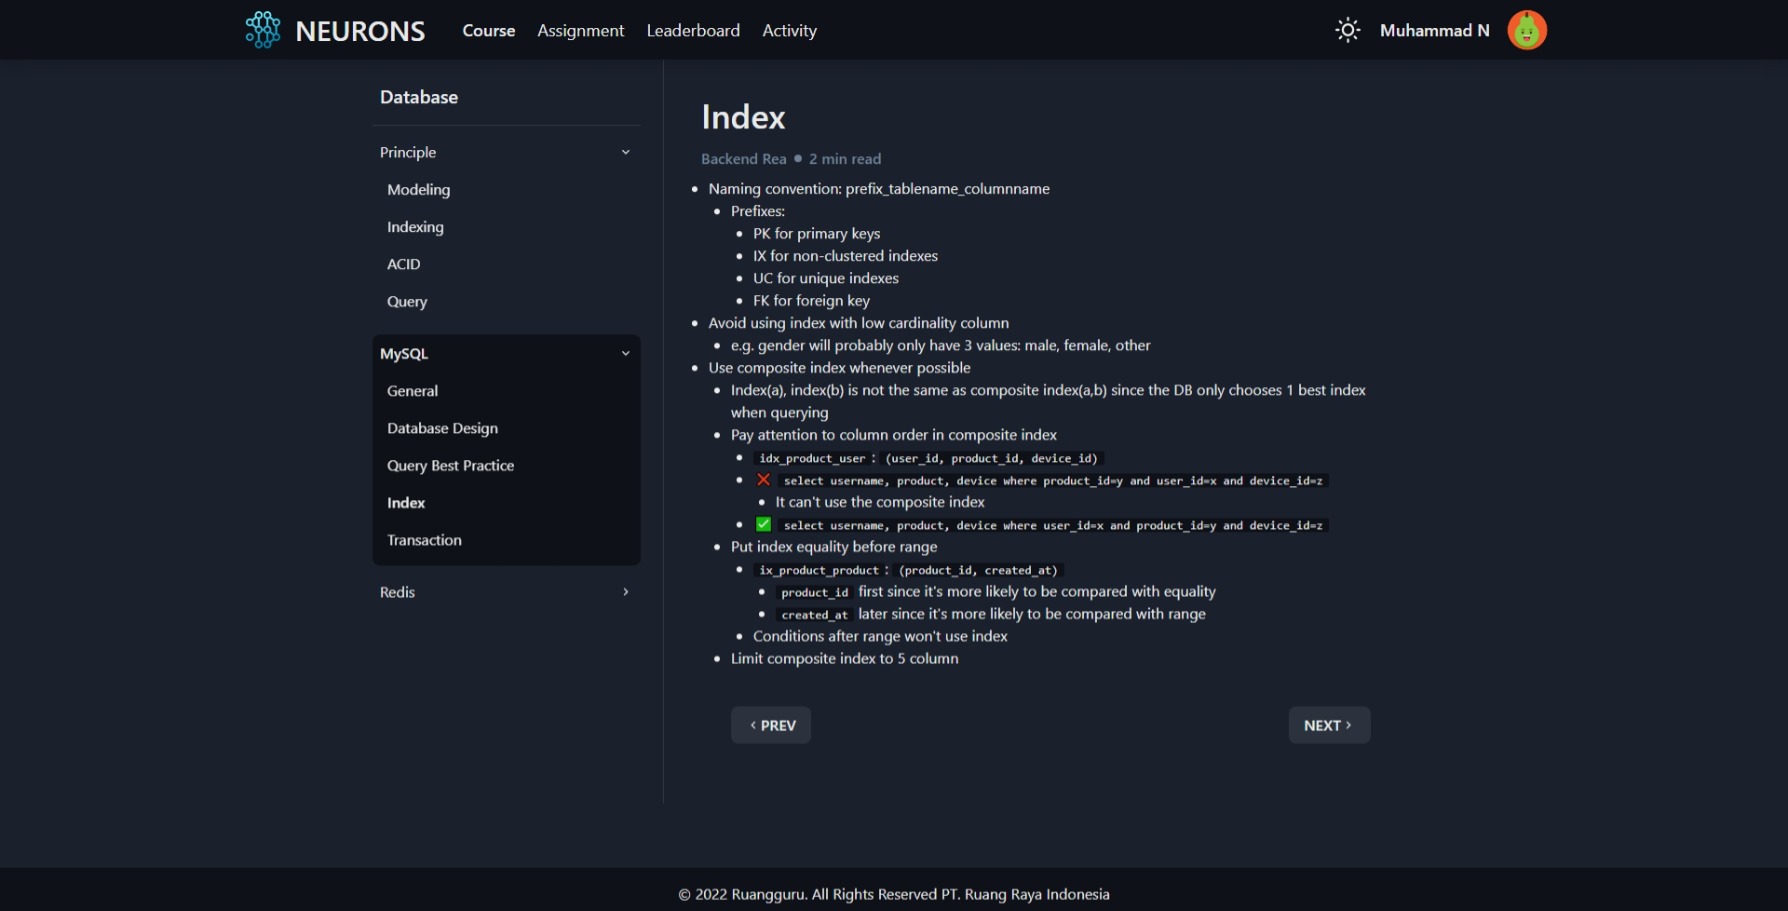 NEURONS
Course Assignment Leaderboard Activity
Muhammad N
Database
Principle
Modeling
Indexing
ACID
Query
MySQL
General
Database Design
Query Best Practice
Index
Transaction
Redis
Index
Backend Rea • 2 min read
• Naming convention: prefix_tablename_columnname
• Prefixes:
• PK for primary keys
• IX for non-clustered indexes
• UC for unique indexes
• FK for foreign key
• Avoid using index with low cardinality column
• e.g. gender will probably only have 3 values: male, female, other
• Use composite index whenever possible
• Index(a), index(b) is not the same as composite index(a,b) since the DB only chooses 1 best index
when querying
• Pay attention to column order in composite index
• idx_product_user : (user_id, product_id, device_id)
• ❌ select username, product, device where product_id=y and user_id=x and device_id=z
• It can't use the composite index
• ✅ select username, product, device where user_id=x and product_id=y and device_id=z
• Put index equality before range
• ix_product_product : (product_id, created_at)
• product_id first since it's more likely to be compared with equality
• created_at later since it's more likely to be compared with range
• Conditions after range won't use index
• Limit composite index to 5 column
‹ PREV
NEXT ›
© 2022 Ruangguru. All Rights Reserved PT. Ruang Raya Indonesia